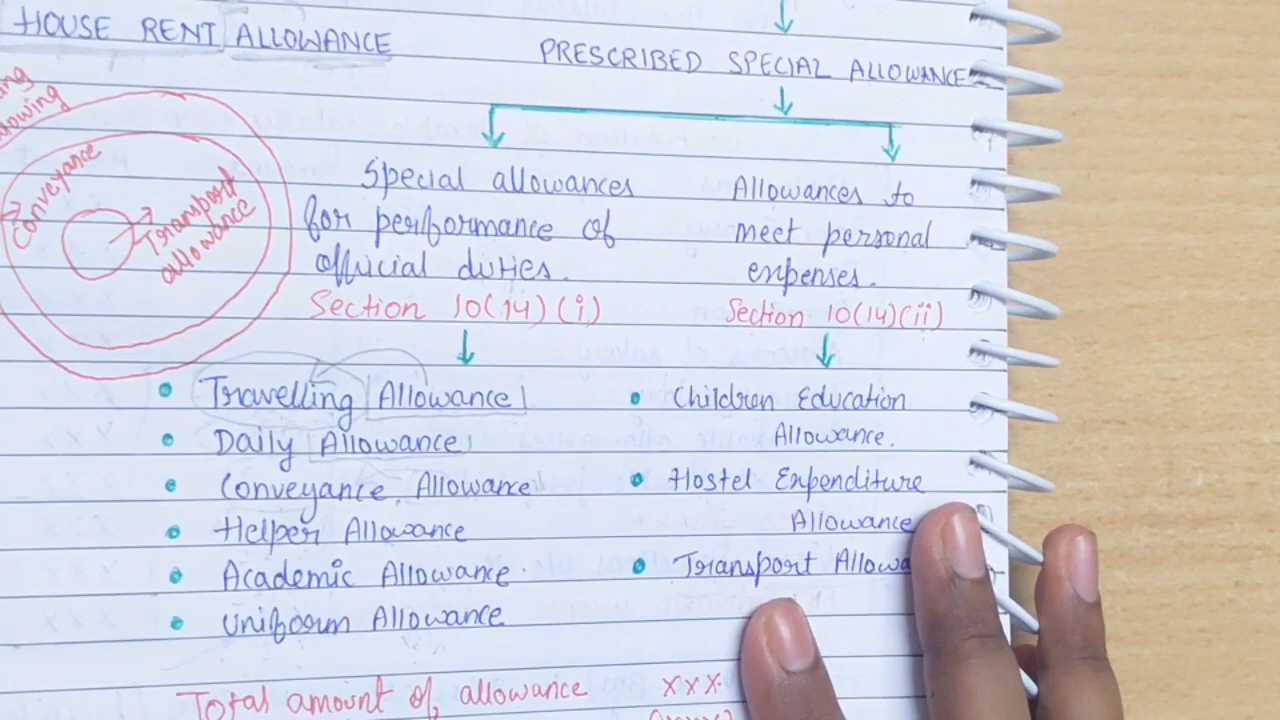 HOUSE RENT ALLOWANCE
PRESCRIBED SPECIAL ALLOWANCE
Conveyance
Transport
allowance
Special allowances
for performance of
official duties.
Section 10(14)(i)
• Travelling Allowance
• Daily Allowance
• Conveyance Allowance
• Helper Allowance
• Academic Allowance
• Uniform Allowance
Allowances to
meet personal
expenses.
Section 10(14)(ii)
• Children Education
Allowance.
• Hostel Expenditure
Allowance
• Transport Allowa
Total amount of allowance xxx